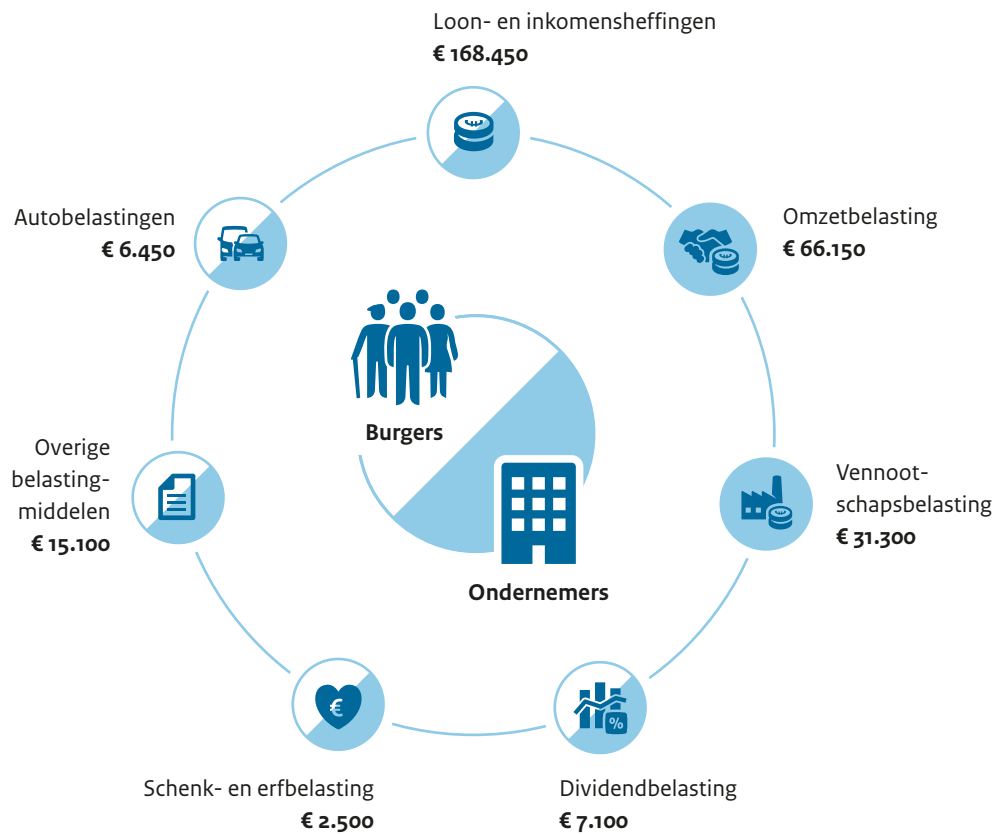 Loon- en inkomensheffingen
€ 168.450
Autobelastingen
€ 6.450
Omzetbelasting
€ 66.150
Burgers
Ondernemers
Overige
belasting-
middelen
€ 15.100
Vennoot-
schapsbelasting
€ 31.300
€
%
Schenk- en erfbelasting
€ 2.500
Dividendbelasting
€ 7.100